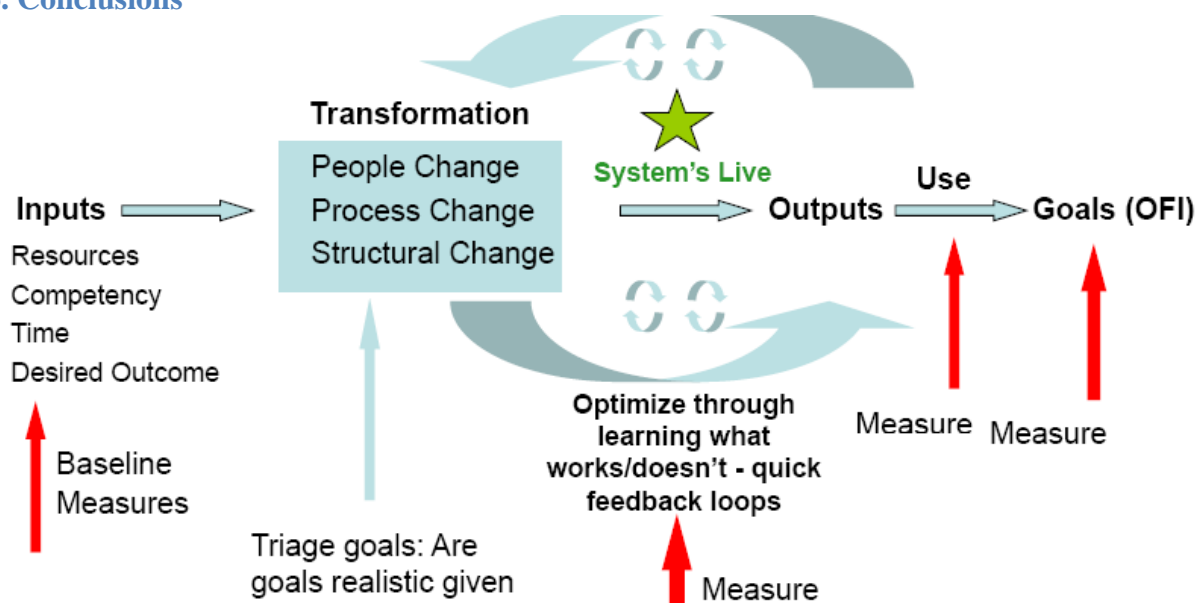 . Conclusions
Transformation
People Change
Process Change
Structural Change
System's Live
Inputs
Outputs
Use
Goals (OFI)
Resources
Competency
Time
Desired Outcome
Baseline
Measures
Triage goals: Are
goals realistic given
Optimize through
learning what
works/doesn't - quick
feedback loops
Measure
Measure
Measure